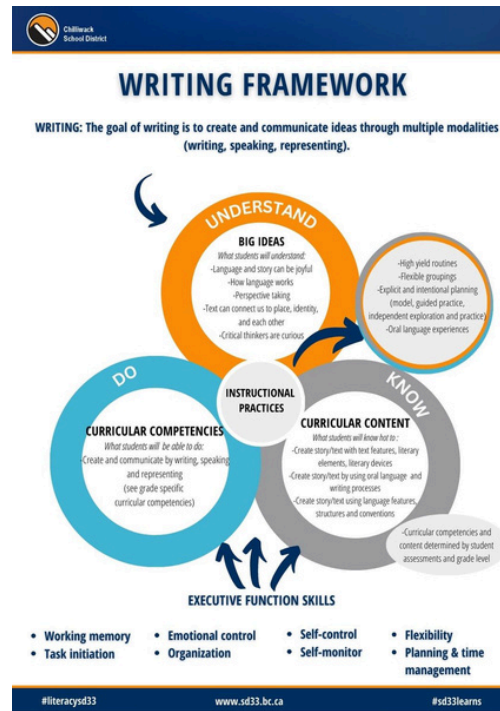 Chilliwack
School District
WRITING FRAMEWORK
WRITING: The goal of writing is to create and communicate ideas through multiple modalities
(writing, speaking, representing).
UNDERSTAND
BIG IDEAS
What students will understand:
-Language and story can be joyful
-How language works
-Perspective taking
-Text can connect us to place, identity,
and each other
-Critical thinkers are curious
-High yield routines
-Flexible groupings
-Explicit and intentional planning
(model, guided practice,
independent exploration and practice)
-Oral language experiences
INSTRUCTIONAL
PRACTICES
DO
CURRICULAR COMPETENCIES
What students will be able to do:
-Create and communicate by writing, speaking
and representing
(see grade specific
curricular competencies)
KNOW
CURRICULAR CONTENT
What students will know hot to :
-Create story/text with text features, literary
elements, literary devices
-Create story/text by using oral language and
writing processes
-Create story/text using language features,
structures and conventions
-Curricular competencies and
content determined by student
assessments and grade level
EXECUTIVE FUNCTION SKILLS
• Working memory
• Task initiation
• Emotional control
• Organization
• Self-control
• Self-monitor
• Flexibility
• Planning & time
management
#literacysd33
www.sd33.bc.ca
#sd33learns